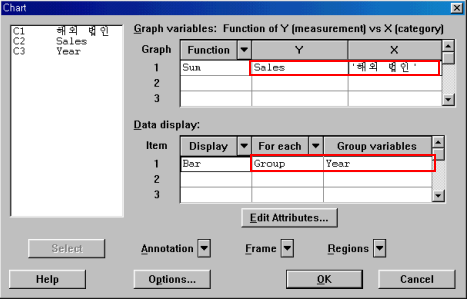 Chart
C1 해외 법인
C2 Sales
C3 Year
Graph variables: Function of Y (measurement) vs X (category)
Graph Function Y X
1 Sum Sales '해외 법인'
2
3
Data display:
Item Display For each Group variables
1 Bar Group Year
2
3
Edit Attributes...
Select Annotation Frame Regions
Help Options... OK Cancel